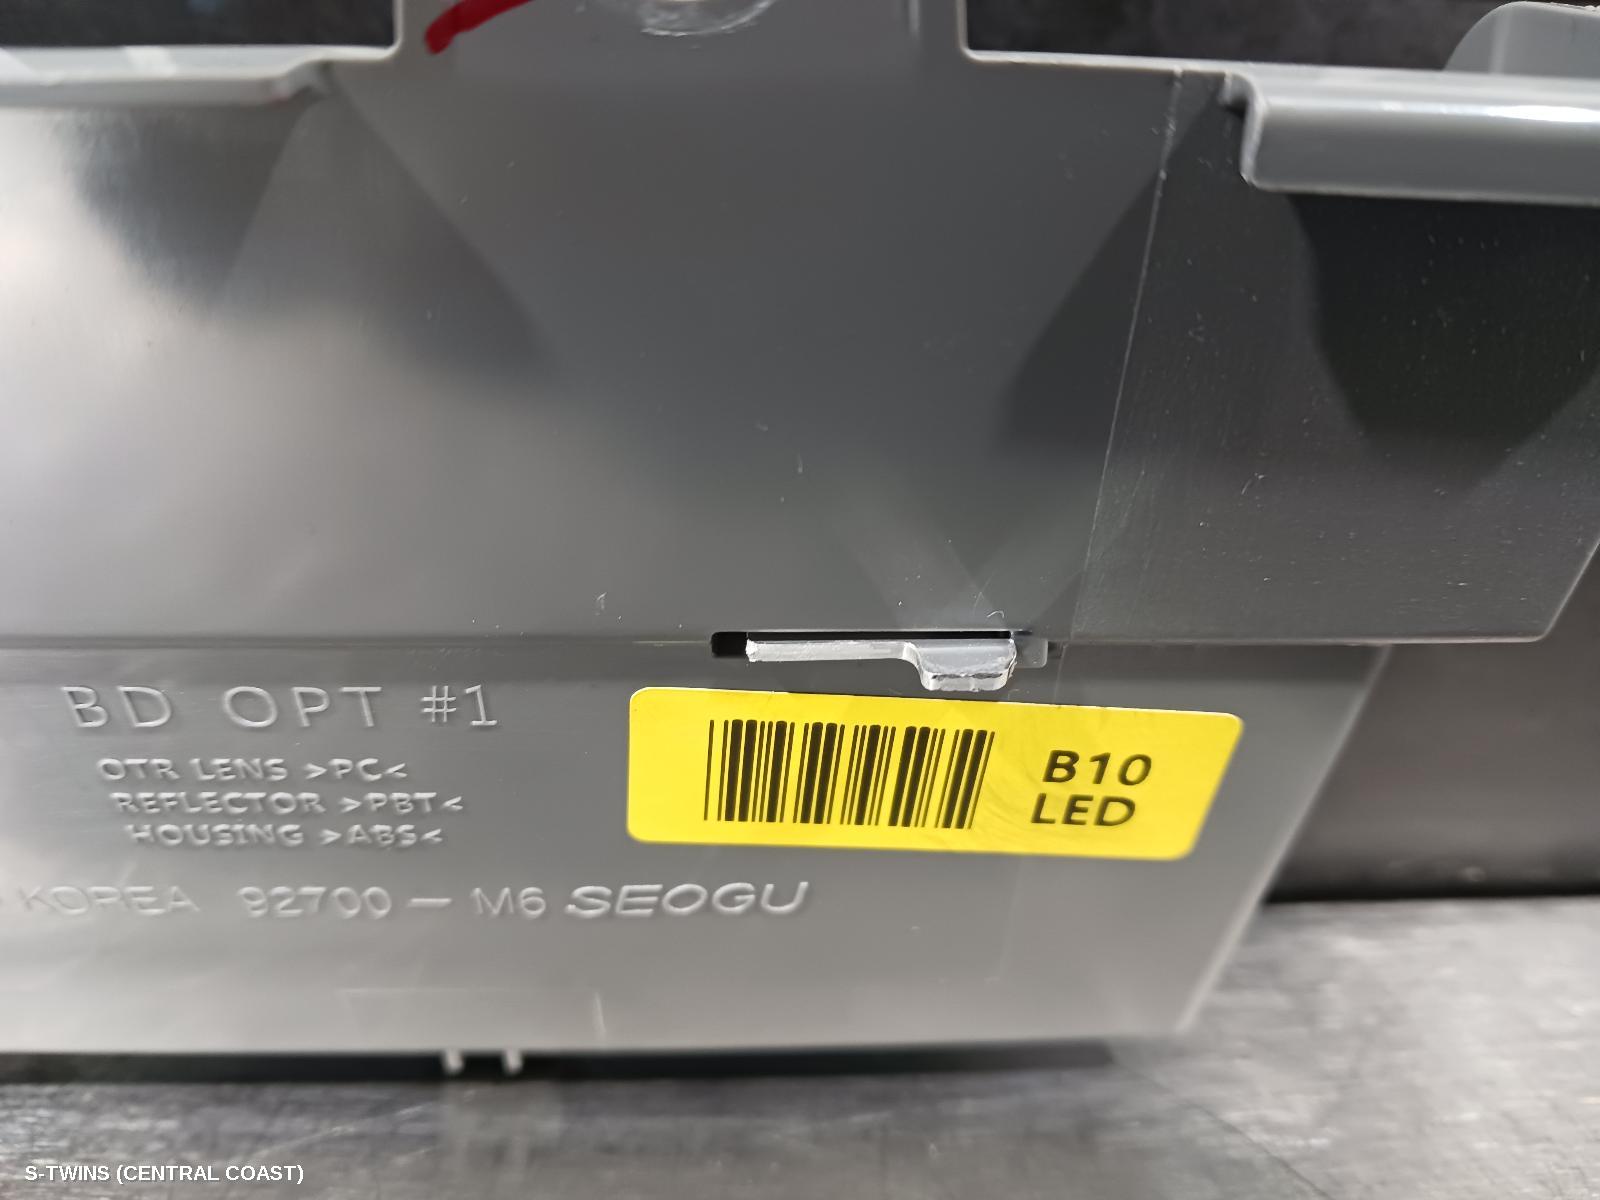 BD OPT #1
OTR LENS >PC<
REFLECTOR >PBT<
HOUSING >ABS<
KOREA 92700 - M6 SEOGU
B10
LED
S-TWINS (CENTRAL COAST)